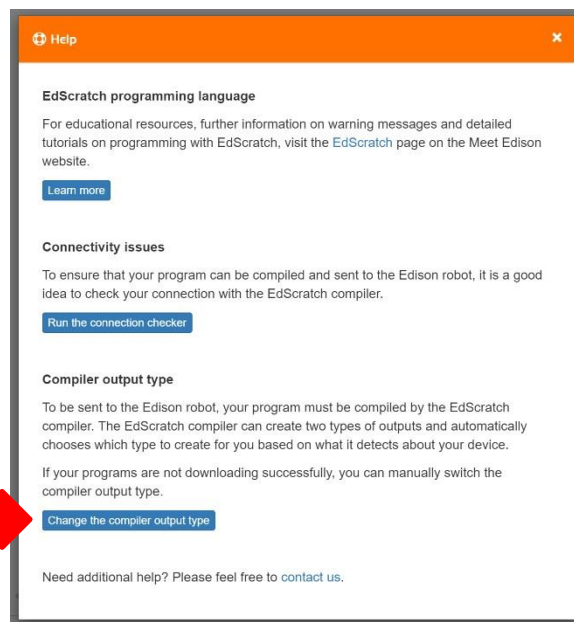 Help ×
EdScratch programming language
For educational resources, further information on warning messages and detailed
tutorials on programming with EdScratch, visit the EdScratch page on the Meet Edison
website.
Learn more
Connectivity issues
To ensure that your program can be compiled and sent to the Edison robot, it is a good
idea to check your connection with the EdScratch compiler.
Run the connection checker
Compiler output type
To be sent to the Edison robot, your program must be compiled by the EdScratch
compiler. The EdScratch compiler can create two types of outputs and automatically
chooses which type to create for you based on what it detects about your device.
If your programs are not downloading successfully, you can manually switch the
compiler output type.
Change the compiler output type
Need additional help? Please feel free to contact us.